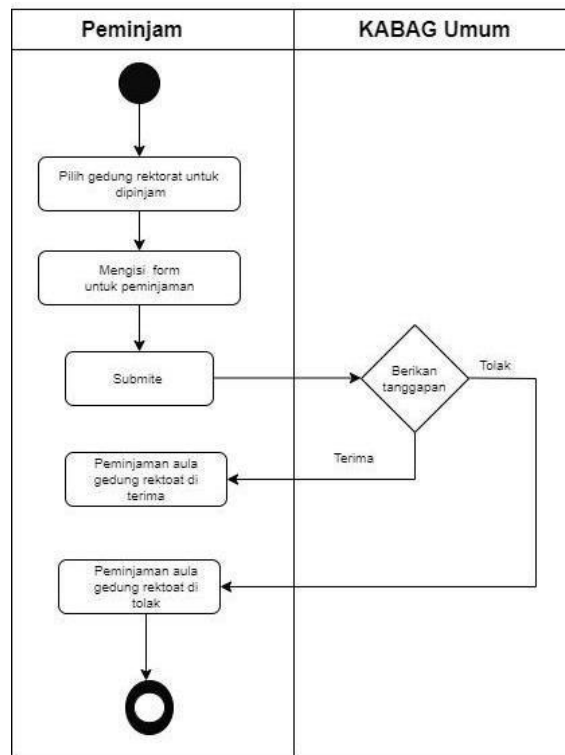 Peminjam
KABAG Umum
Pilih gedung rektorat untuk
dipinjam
Mengisi form
untuk peminjaman
Submite
Berikan
tanggapan
Tolak
Terima
Peminjaman aula
gedung rektoat di
terima
Peminjaman aula
gedung rektoat di
tolak